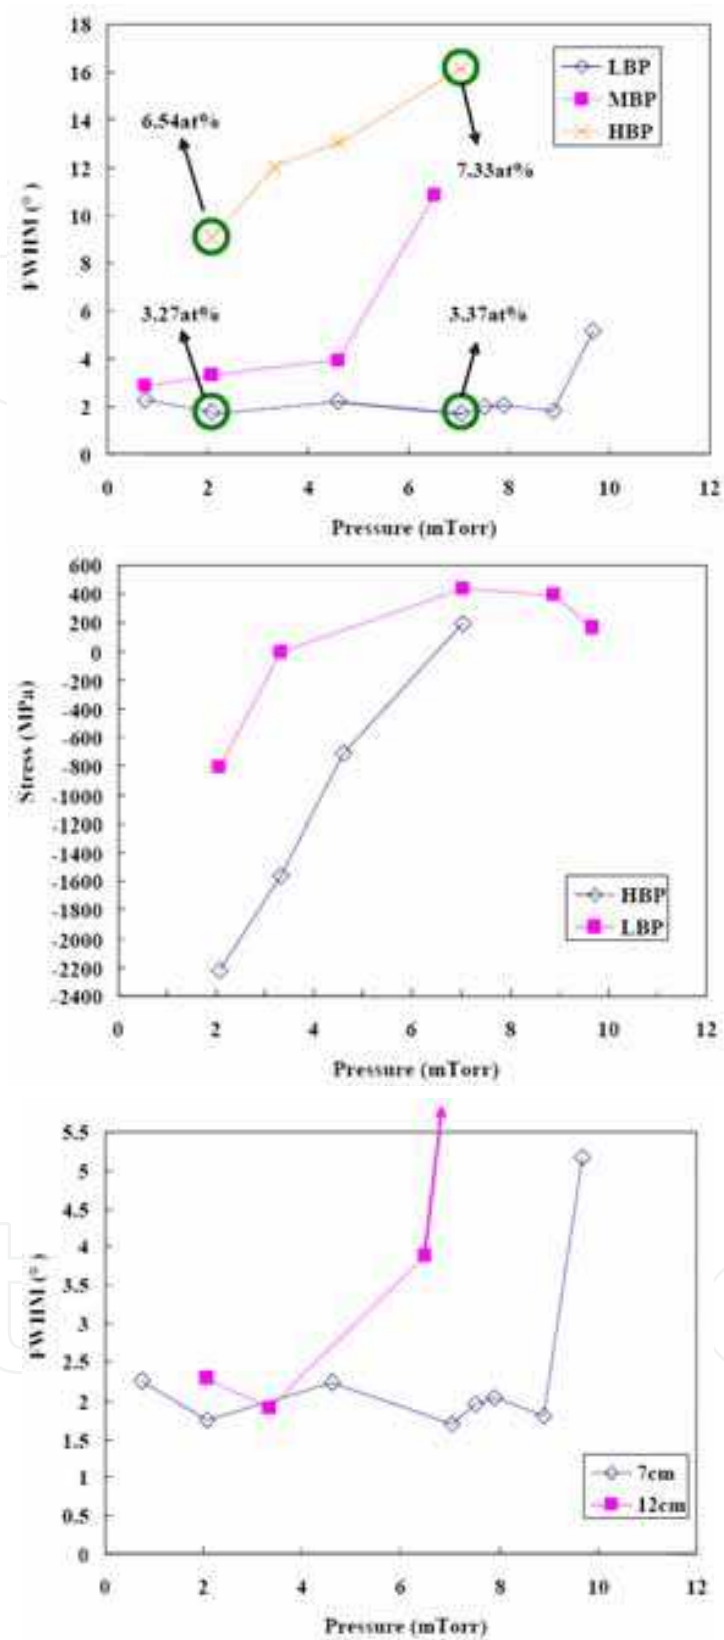 18
16
14
12
10
8
6
4
2
0
FWHM (°)
LBP
MBP
HBP
6.54at%
7.33at%
3.27at%
3.37at%
0 2 4 6 8 10 12
Pressure (mTorr)
600
400
200
0
-200
-400
-600
-800
-1000
-1200
-1400
-1600
-1800
-2000
-2200
-2400
Stress (MPa)
HBP
LBP
0 2 4 6 8 10 12
Pressure (mTorr)
5.5
5
4.5
4
3.5
3
2.5
2
1.5
1
0.5
0
FWHM (°)
7cm
12cm
0 2 4 6 8 10 12
Pressure (mTorr)